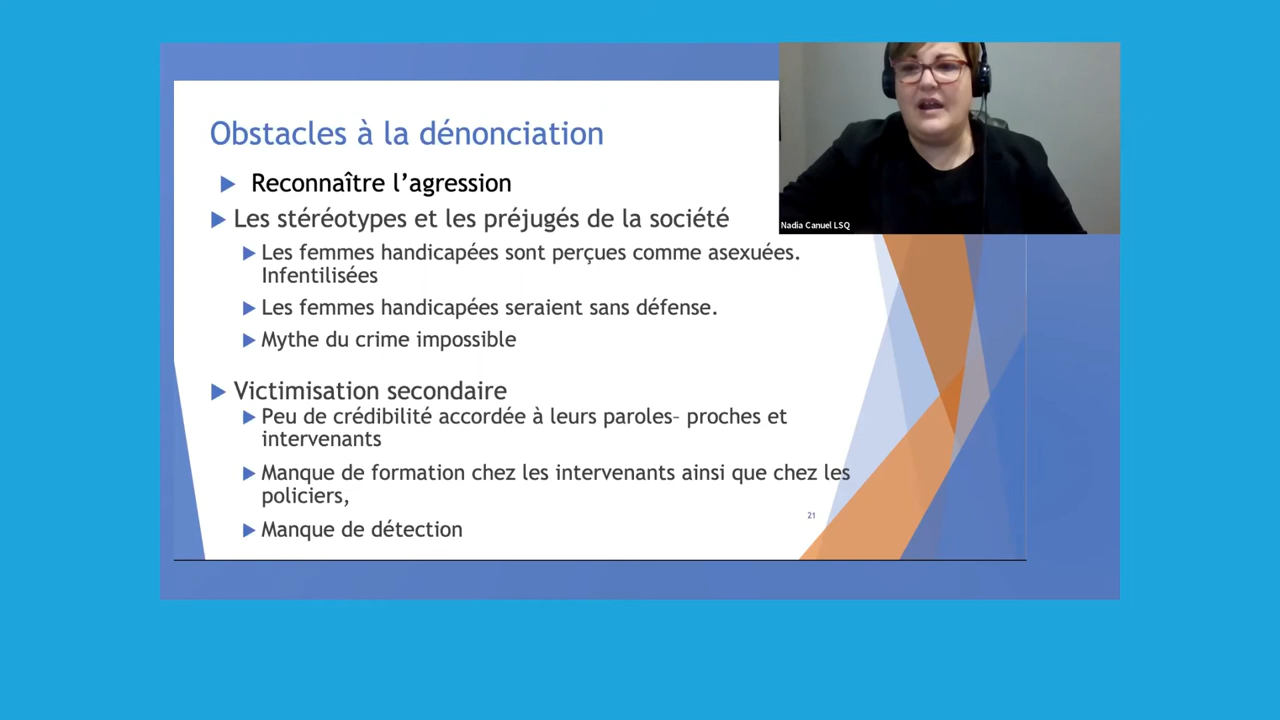 Obstacles à la dénonciation
Reconnaître l’agression
Les stéréotypes et les préjugés de la société
Les femmes handicapées sont perçues comme asexuées.
Infentilisées
Les femmes handicapées seraient sans défense.
Mythe du crime impossible
Victimisation secondaire
Peu de crédibilité accordée à leurs paroles– proches et
intervenants
Manque de formation chez les intervenants ainsi que chez les
policiers,
Manque de détection
21
Nadia Canuel LSQ